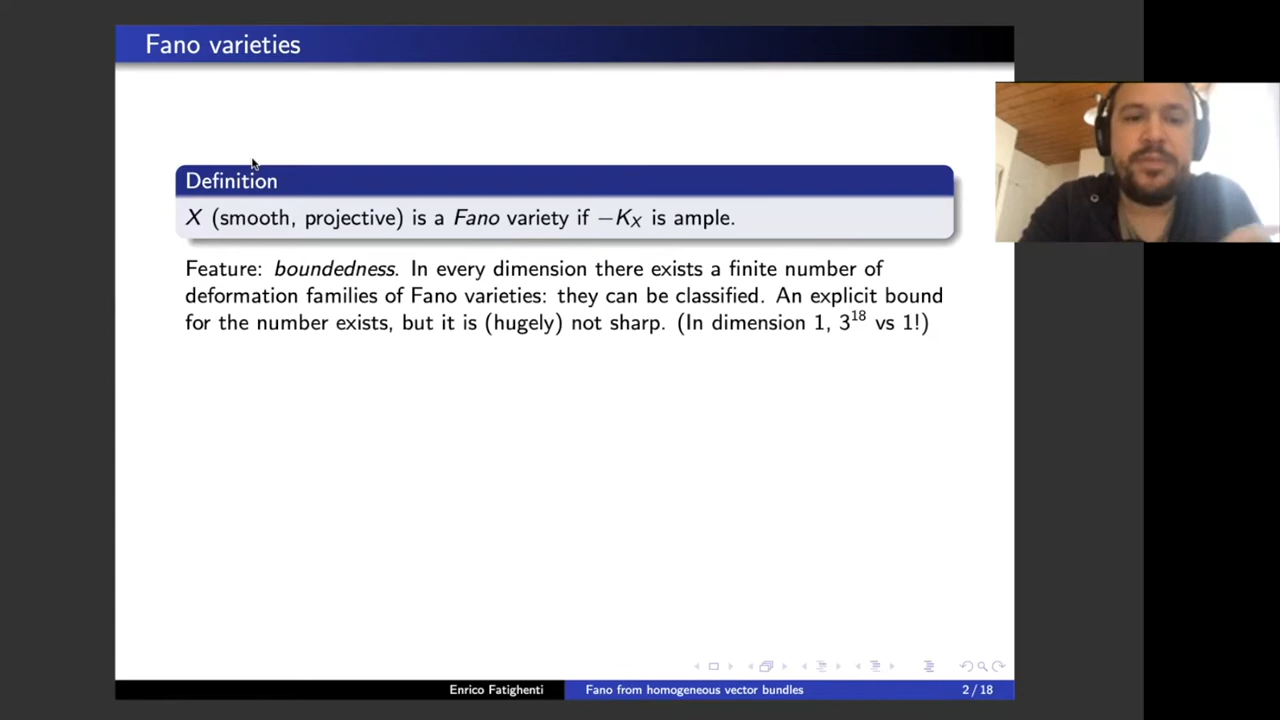 Fano varieties
Definition
X (smooth, projective) is a Fano variety if −K_X is ample.
Feature: boundedness. In every dimension there exists a finite number of
deformation families of Fano varieties: they can be classified. An explicit bound
for the number exists, but it is (hugely) not sharp. (In dimension 1, 3^18 vs 1!)
Enrico Fatighenti
Fano from homogeneous vector bundles
2 / 18